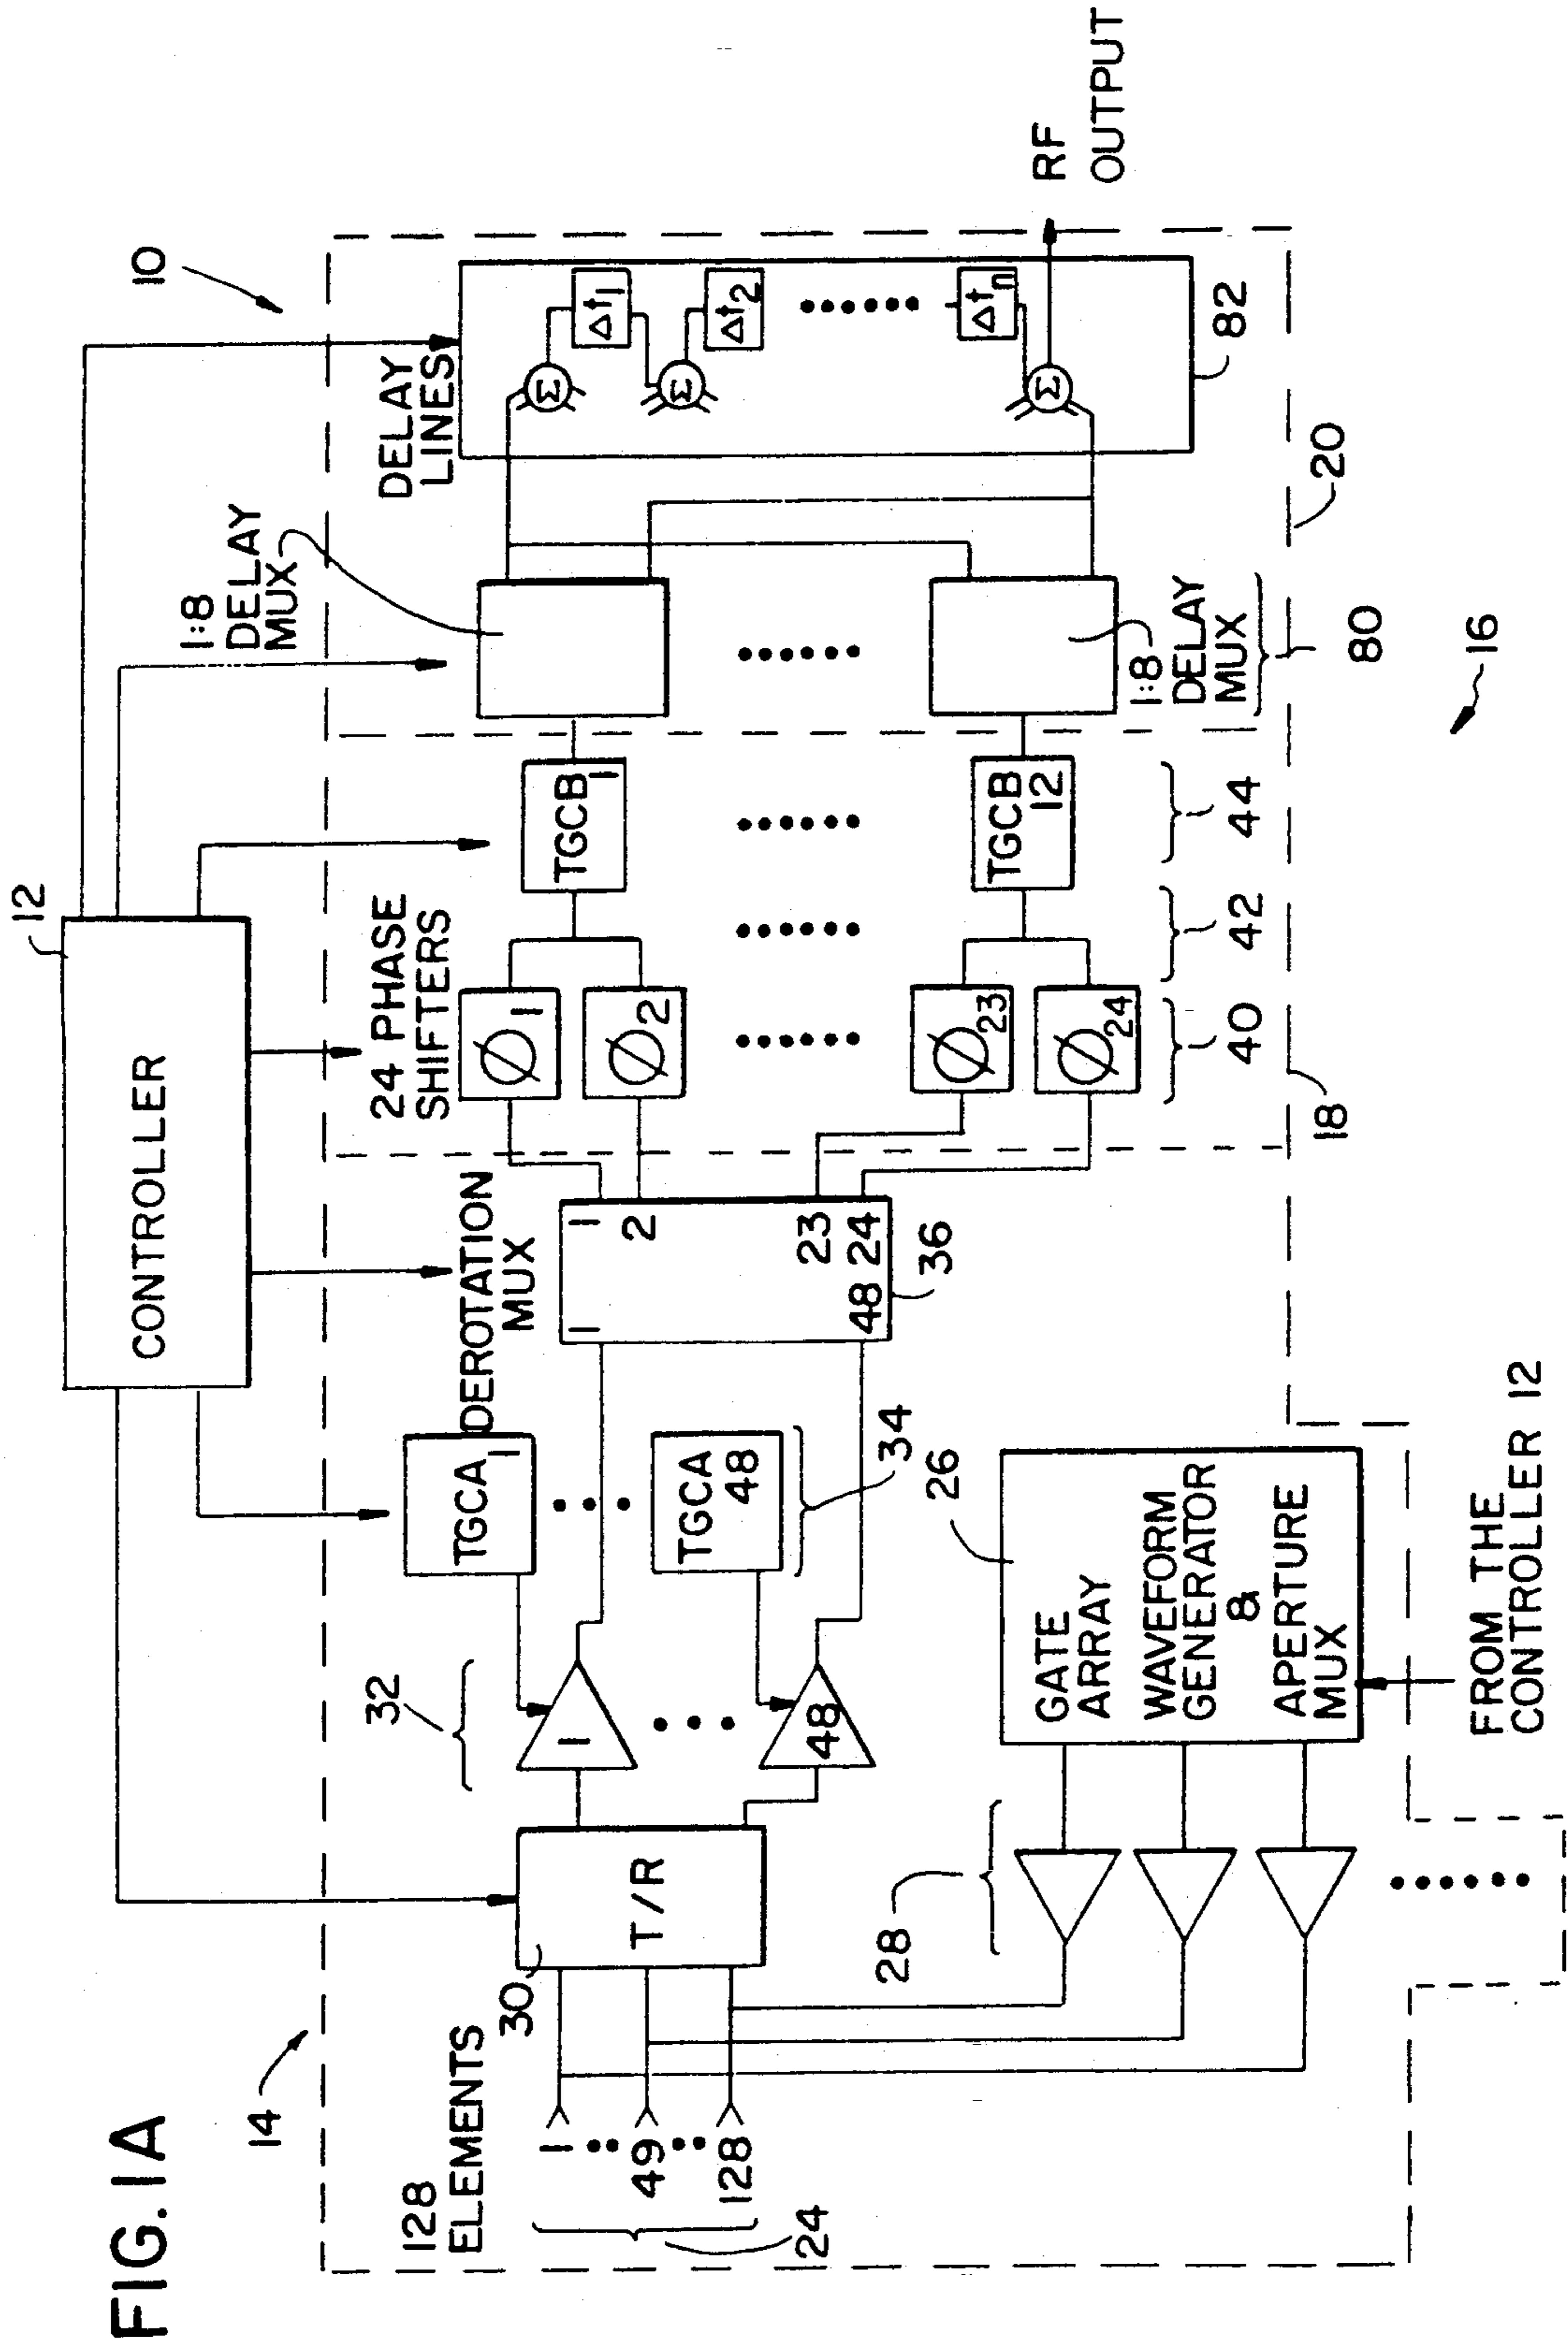 FIG.1A
10
14
12
CONTROLLER
128
ELEMENTS
1
49
128
24
30
T/R
32
1
48
TGCA
1
TGCA
48
34
DEROTATION
MUX
1
48
1
2
23
24
36
24 PHASE
SHIFTERS
Ø1
Ø2
Ø23
Ø24
40
42
TGCB
1
TGCB
12
44
1:8
DELAY
MUX
1:8
DELAY
MUX
80
DELAY
LINES
Σ
Δt1
Σ
Δt2
Δtn
Σ
82
RF
OUTPUT
20
18
16
28
26
GATE
ARRAY
WAVEFORM
GENERATOR
&
APERTURE
MUX
FROM THE
CONTROLLER 12